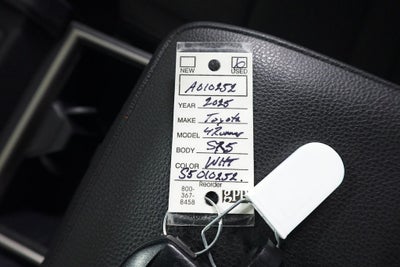 NEW USED
A010252
YEAR 2025
MAKE Toyota
MODEL 4Runner
BODY SR5
COLOR WHT
S5010252
Reorder
800-
367-
8458